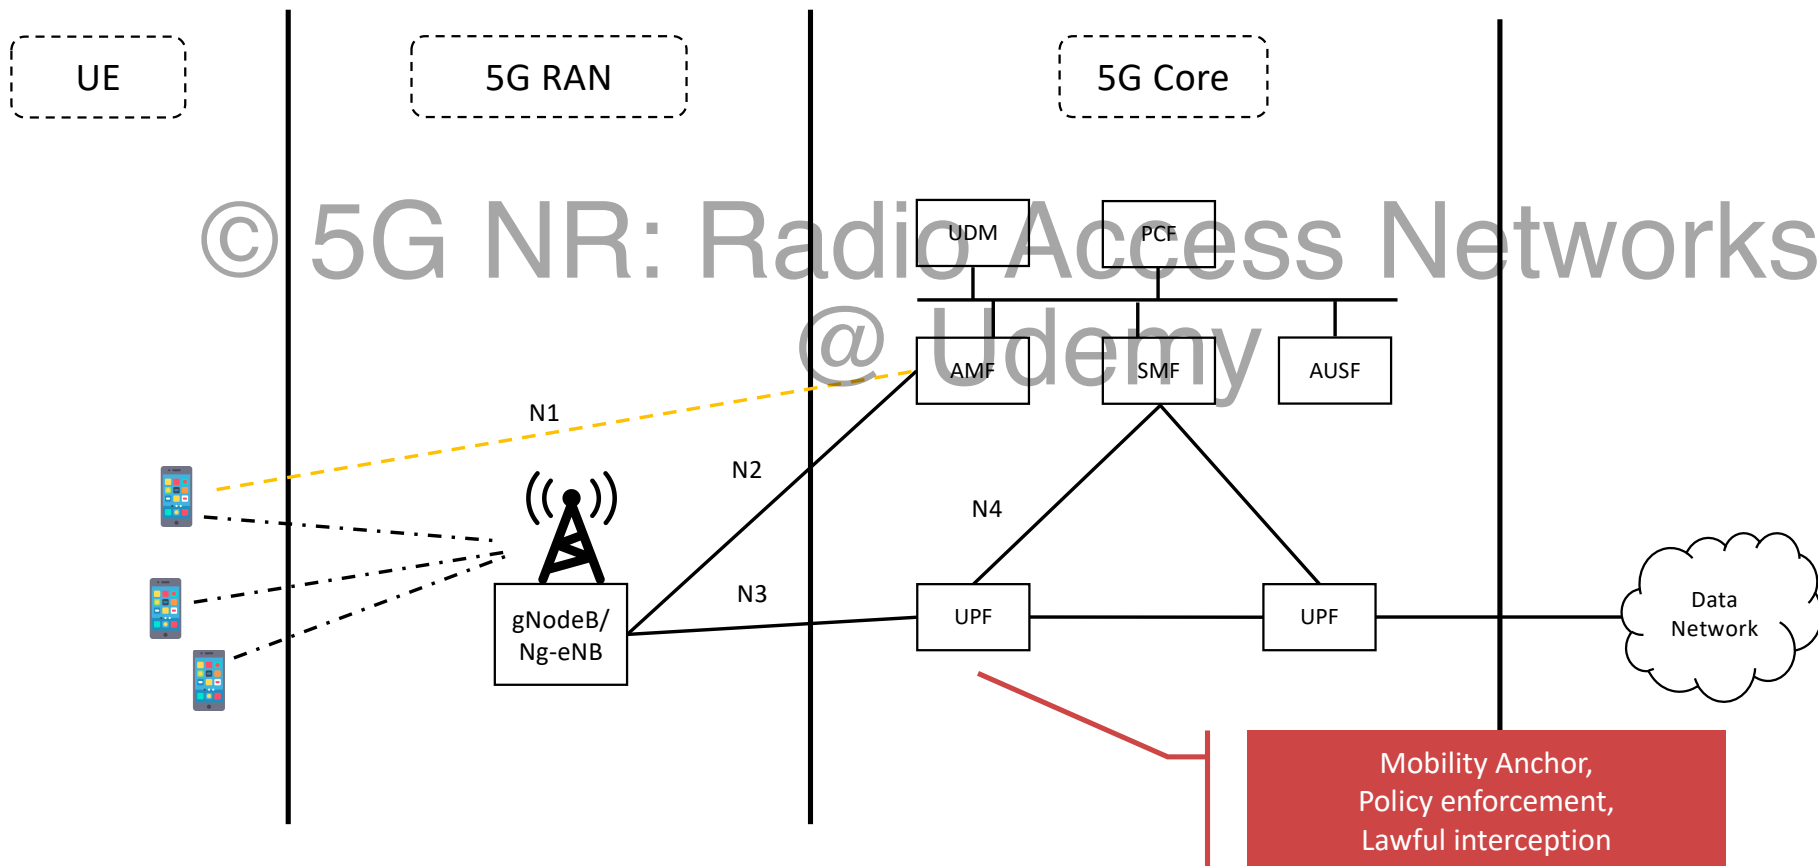 UE
5G RAN
5G Core
© 5G NR: Radio Access Networks
@ Udemy
UDM
PCF
AMF
SMF
AUSF
N1
N2
N4
N3
gNodeB/
Ng-eNB
UPF
UPF
Data
Network
Mobility Anchor,
Policy enforcement,
Lawful interception